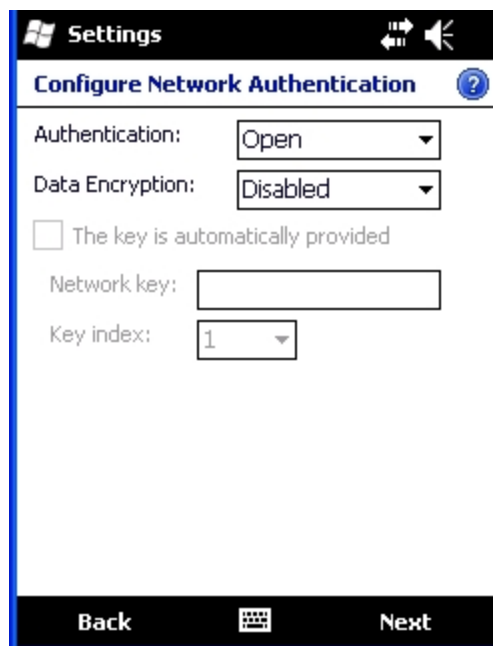 Settings
Configure Network Authentication ?
Authentication: Open
Data Encryption: Disabled
The key is automatically provided
Network key:
Key index: 1
Back Next